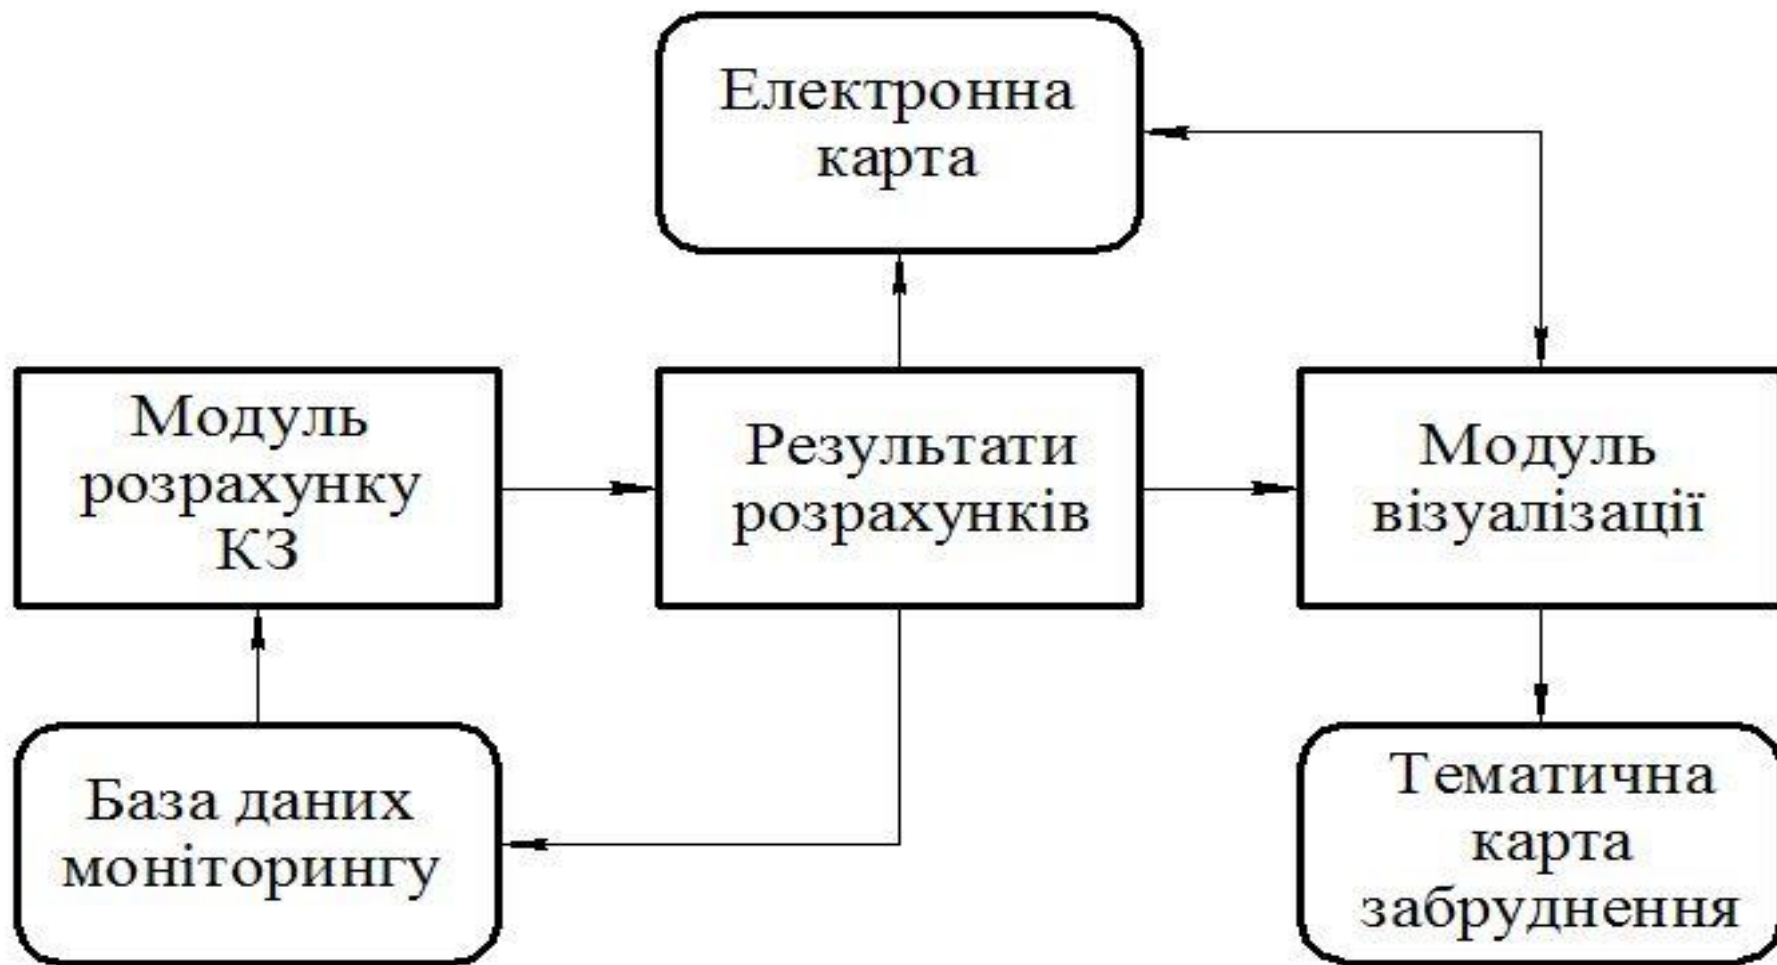 Електронна
карта
Модуль
розрахунку
КЗ
Результати
розрахунків
Модуль
візуалізації
База даних
моніторингу
Тематична
карта
забруднення